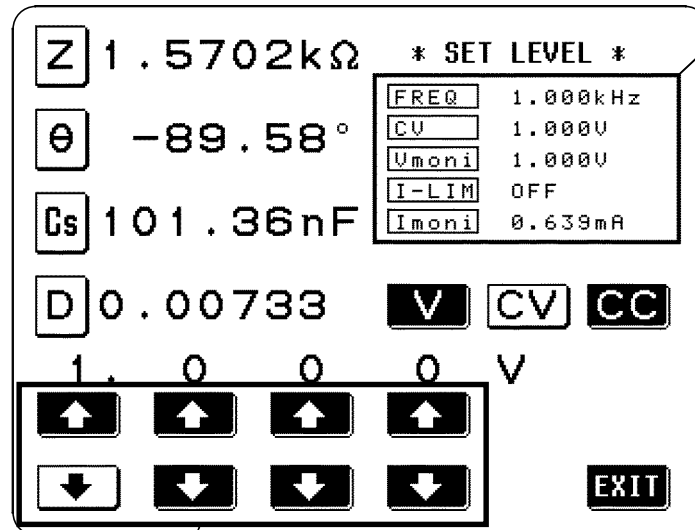 Z 1.5702kΩ
* SET LEVEL *
FREQ 1.000kHz
θ -89.58°
CV 1.000V
Vmoni 1.000V
I-LIM OFF
Cs 101.36nF
Imoni 0.639mA
D 0.00733
V CV CC
1. 0 0 0 V
EXIT